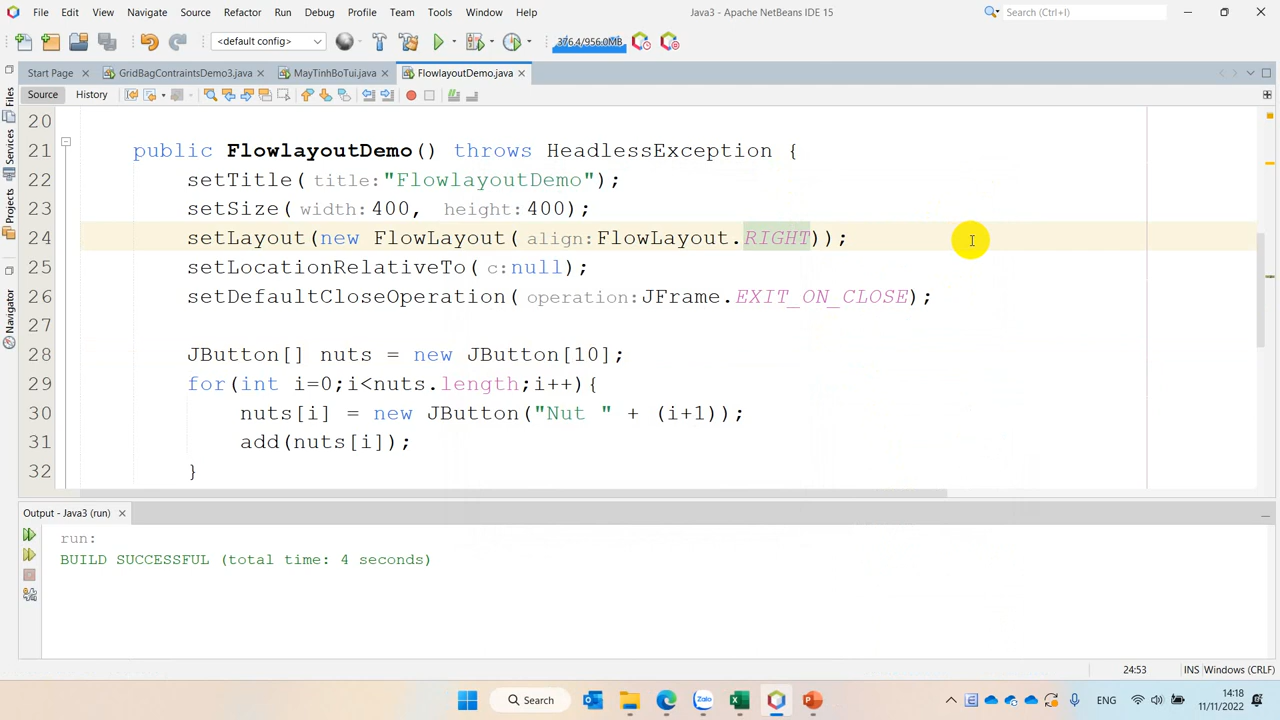 File Edit View Navigate Source Refactor Run Debug Profile Team Tools Window Help Java3 - Apache NetBeans IDE 15 Search (Ctrl+I)
<default config> 376.4/956.0MB
Start Page GridBagContraintsDemo3.java MayTinhBoTui.java FlowlayoutDemo.java
Source History
Files
Services
Projects
Navigator
20
21 public FlowlayoutDemo() throws HeadlessException {
22 setTitle(title:"FlowlayoutDemo");
23 setSize(width:400, height:400);
24 setLayout(new FlowLayout(align:FlowLayout.RIGHT));
25 setLocationRelativeTo(c:null);
26 setDefaultCloseOperation(operation:JFrame.EXIT_ON_CLOSE);
27
28 JButton[] nuts = new JButton[10];
29 for(int i=0;i<nuts.length;i++){
30 nuts[i] = new JButton("Nut " + (i+1));
31 add(nuts[i]);
32 }
Output - Java3 (run)
run:
BUILD SUCCESSFUL (total time: 4 seconds)
24:53 INS Windows (CRLF)
Search Zalo ENG 14:18
11/11/2022